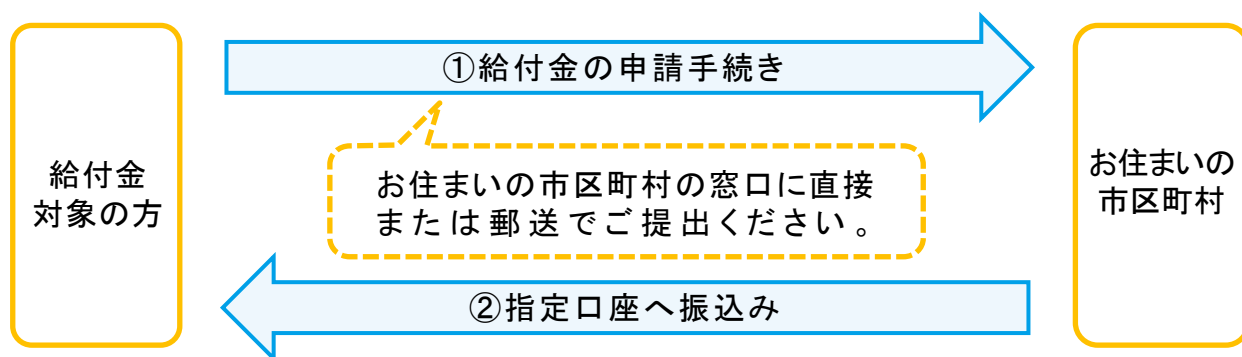 ①給付金の申請手続き
給付金
対象の方
お住まいの市区町村の窓口に直接
または郵送でご提出ください。
お住まいの
市区町村
②指定口座へ振込み